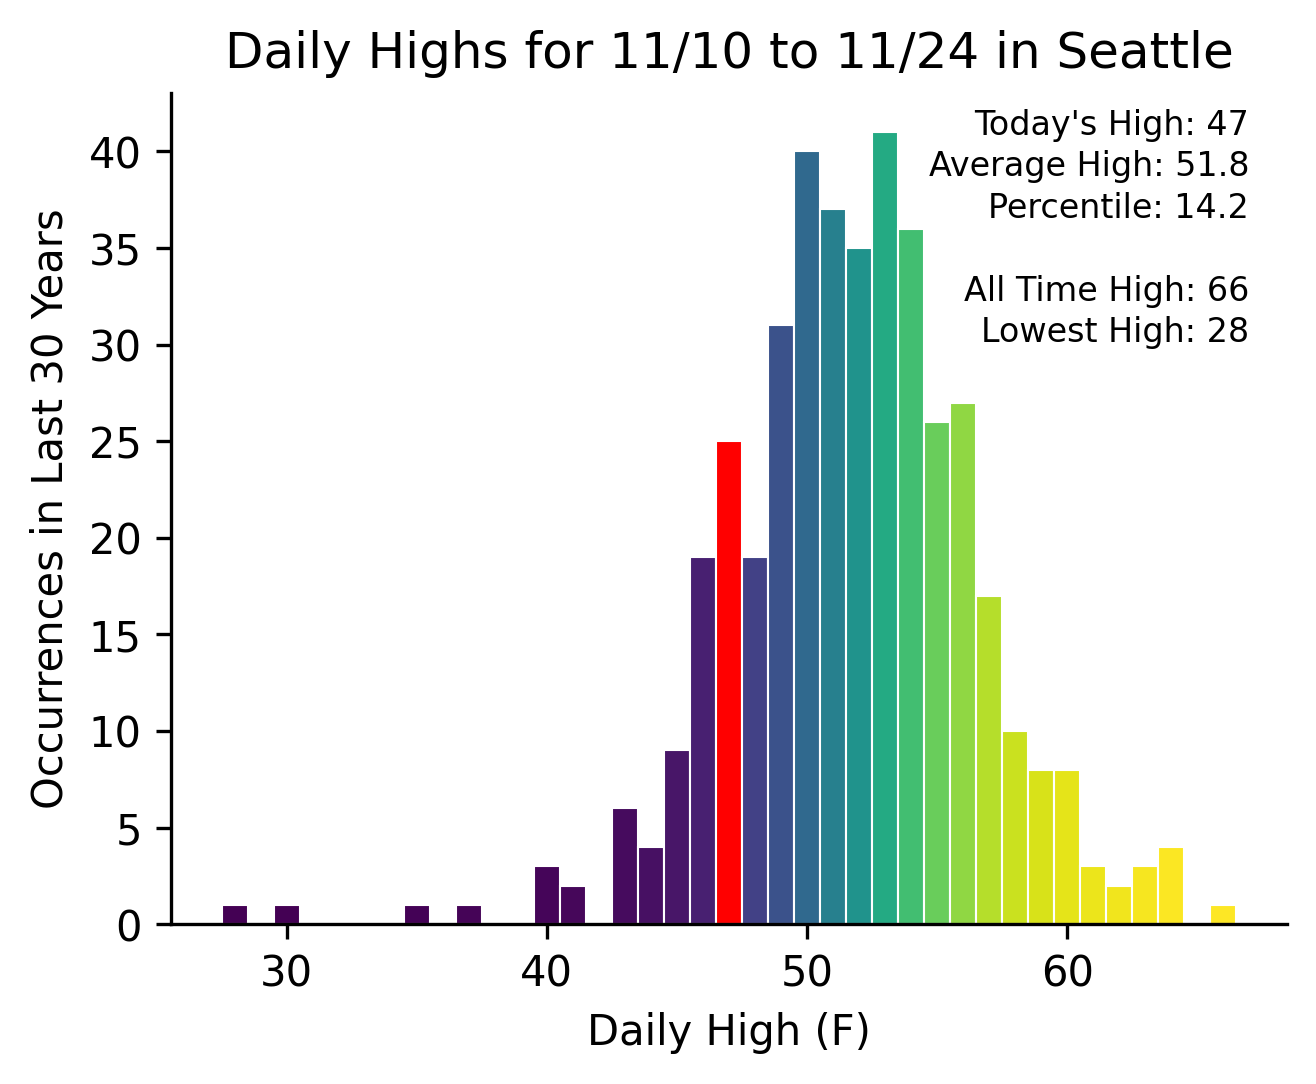 Daily Highs for 11/10 to 11/24 in Seattle
Today's High: 47
Average High: 51.8
Percentile: 14.2
All Time High: 66
Lowest High: 28
Occurrences in Last 30 Years
40
35
30
25
20
15
10
5
0
30 40 50 60
Daily High (F)